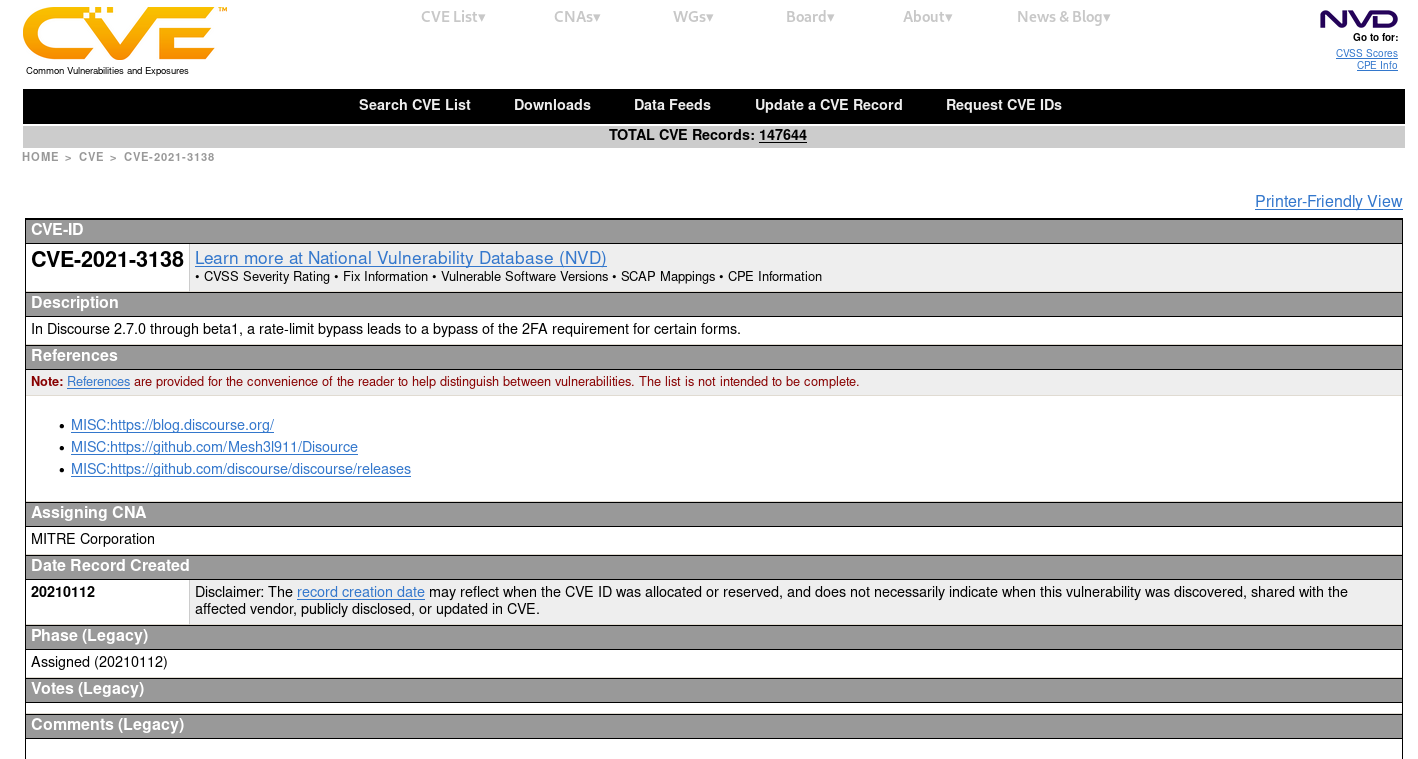 CVE™
Common Vulnerabilities and Exposures
CVE List▾ CNAs▾ WGs▾ Board▾ About▾ News & Blog▾
NVD
Go to for:
CVSS Scores
CPE Info
Search CVE List Downloads Data Feeds Update a CVE Record Request CVE IDs
TOTAL CVE Records: 147644
HOME > CVE > CVE-2021-3138
Printer-Friendly View
CVE-ID
CVE-2021-3138
Learn more at National Vulnerability Database (NVD)
• CVSS Severity Rating • Fix Information • Vulnerable Software Versions • SCAP Mappings • CPE Information
Description
In Discourse 2.7.0 through beta1, a rate-limit bypass leads to a bypass of the 2FA requirement for certain forms.
References
Note: References are provided for the convenience of the reader to help distinguish between vulnerabilities. The list is not intended to be complete.
• MISC:https://blog.discourse.org/
• MISC:https://github.com/Mesh3l911/Disource
• MISC:https://github.com/discourse/discourse/releases
Assigning CNA
MITRE Corporation
Date Record Created
20210112
Disclaimer: The record creation date may reflect when the CVE ID was allocated or reserved, and does not necessarily indicate when this vulnerability was discovered, shared with the
affected vendor, publicly disclosed, or updated in CVE.
Phase (Legacy)
Assigned (20210112)
Votes (Legacy)
Comments (Legacy)